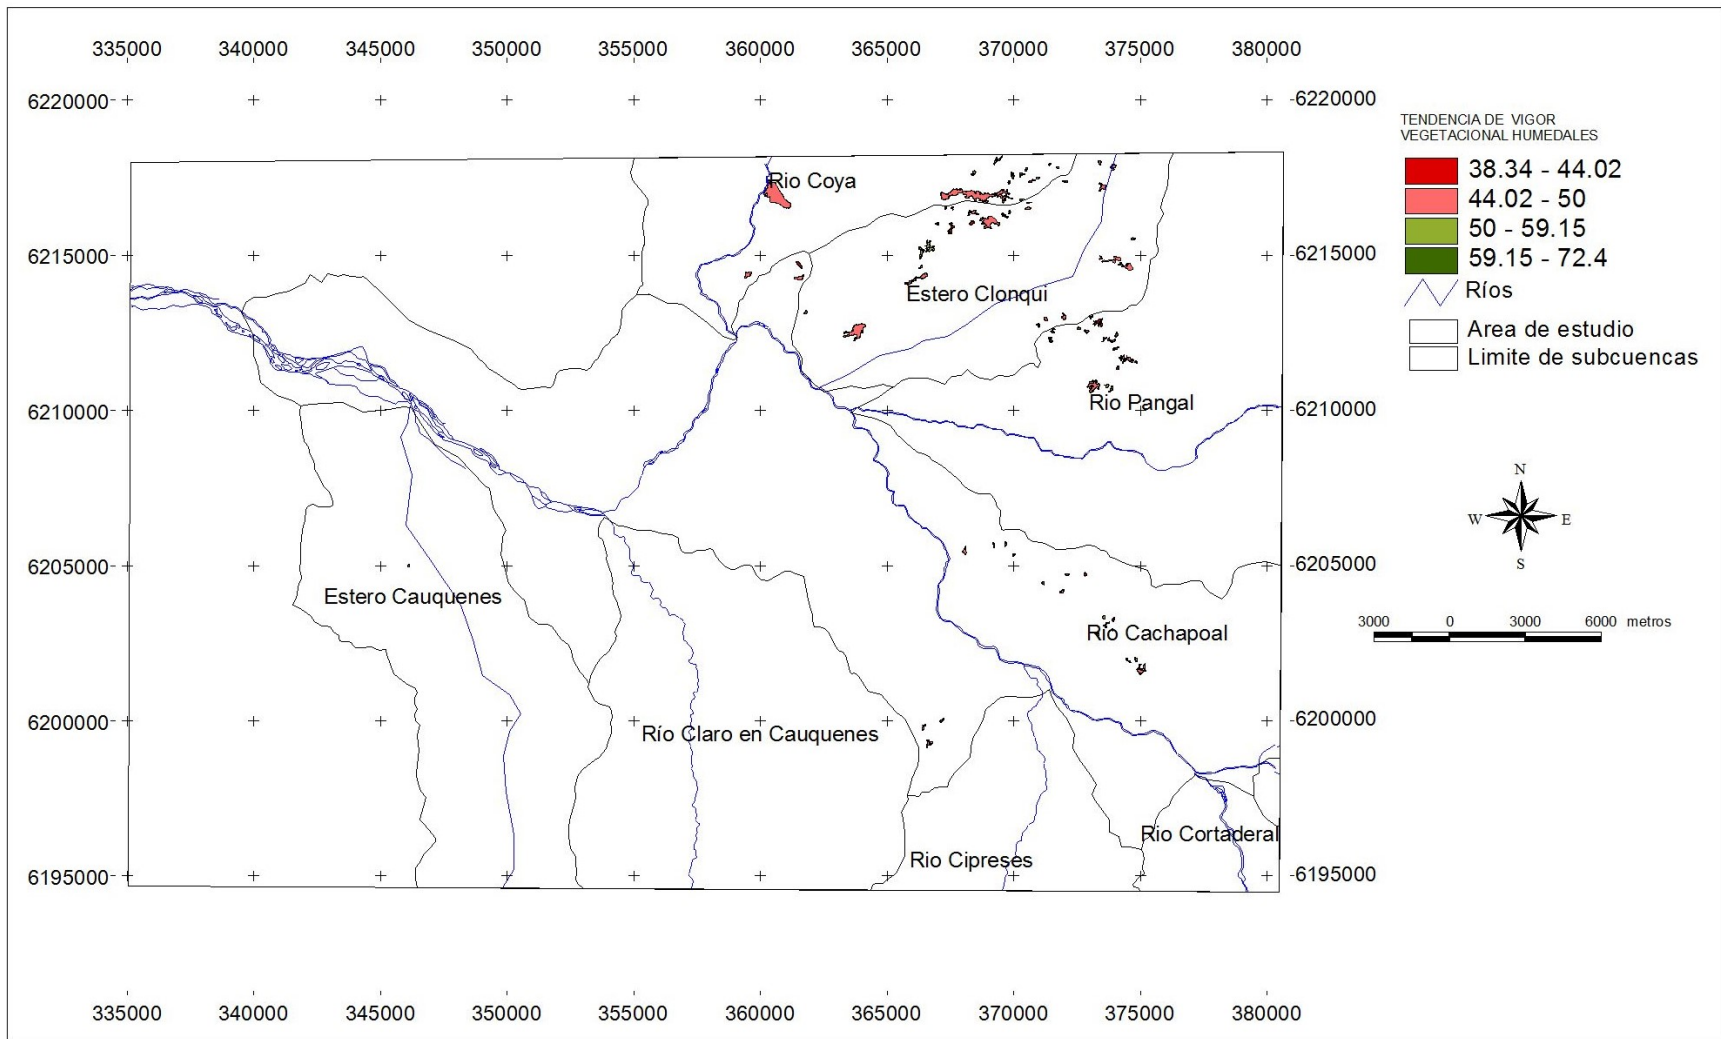 335000 340000 345000 350000 355000 360000 365000 370000 375000 380000
6220000
6215000
6210000
6205000
6200000
6195000
Rio Coya
Estero Clonqui
Rio Pangal
Estero Cauquenes
Rio Cachapoal
Río Claro en Cauquenes
Rio Cortaderal
Rio Cipreses
6220000
6215000
6210000
6205000
6200000
6195000
335000 340000 345000 350000 355000 360000 365000 370000 375000 380000
TENDENCIA DE VIGOR
VEGETACIONAL HUMEDALES
38.34 - 44.02
44.02 - 50
50 - 59.15
59.15 - 72.4
Ríos
Area de estudio
Limite de subcuencas
N
W E
S
3000 0 3000 6000 metros